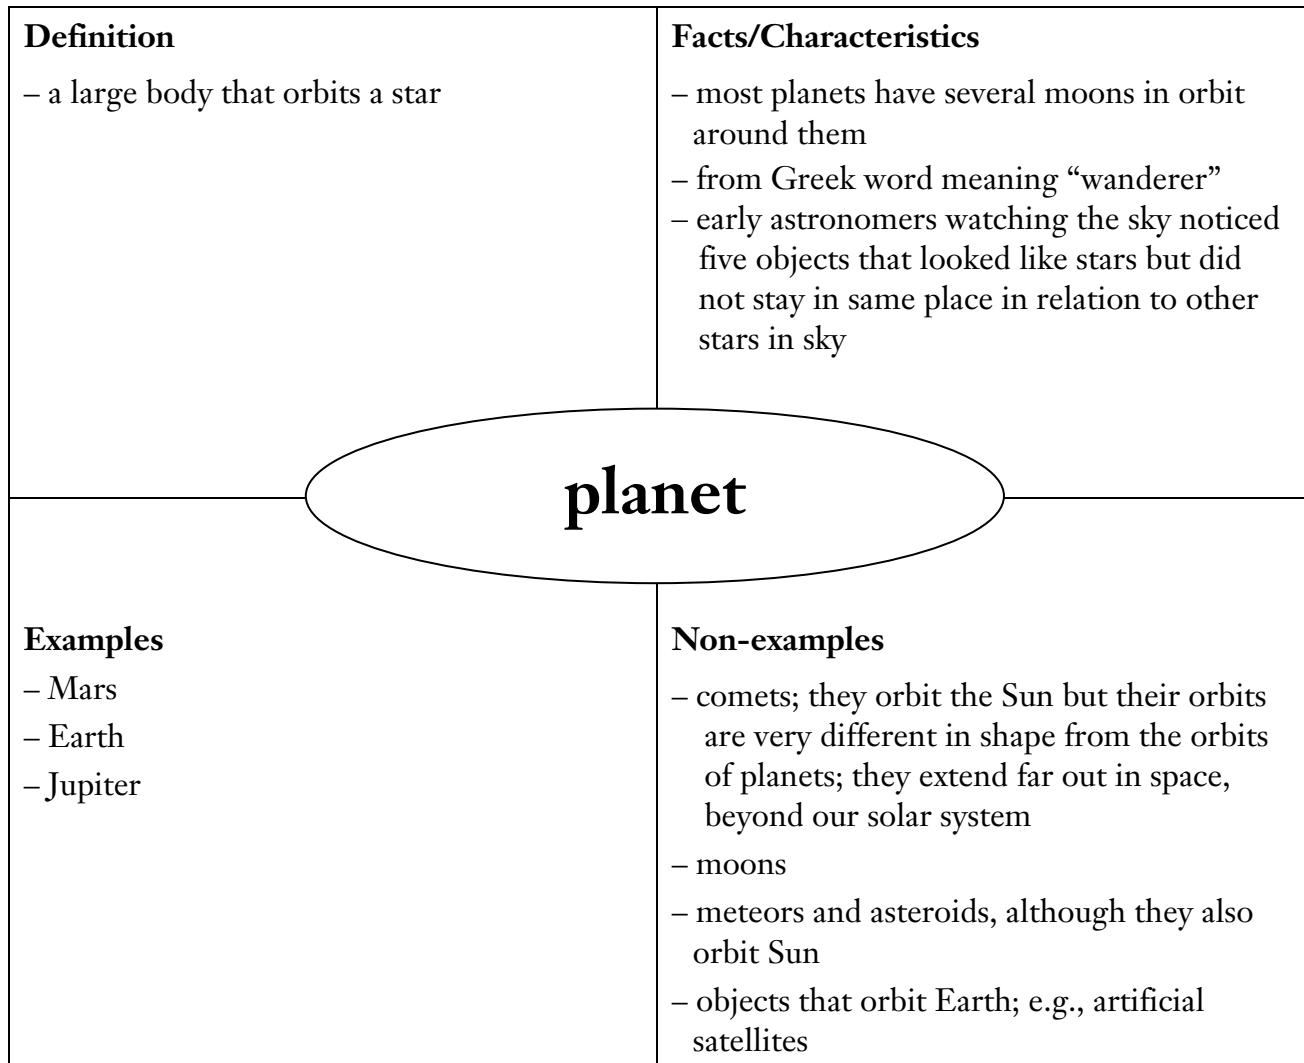 Definition
– a large body that orbits a star
Facts/Characteristics
– most planets have several moons in orbit
around them
– from Greek word meaning “wanderer”
– early astronomers watching the sky noticed
five objects that looked like stars but did
not stay in same place in relation to other
stars in sky
planet
Examples
– Mars
– Earth
– Jupiter
Non-examples
– comets; they orbit the Sun but their orbits
are very different in shape from the orbits
of planets; they extend far out in space,
beyond our solar system
– moons
– meteors and asteroids, although they also
orbit Sun
– objects that orbit Earth; e.g., artificial
satellites